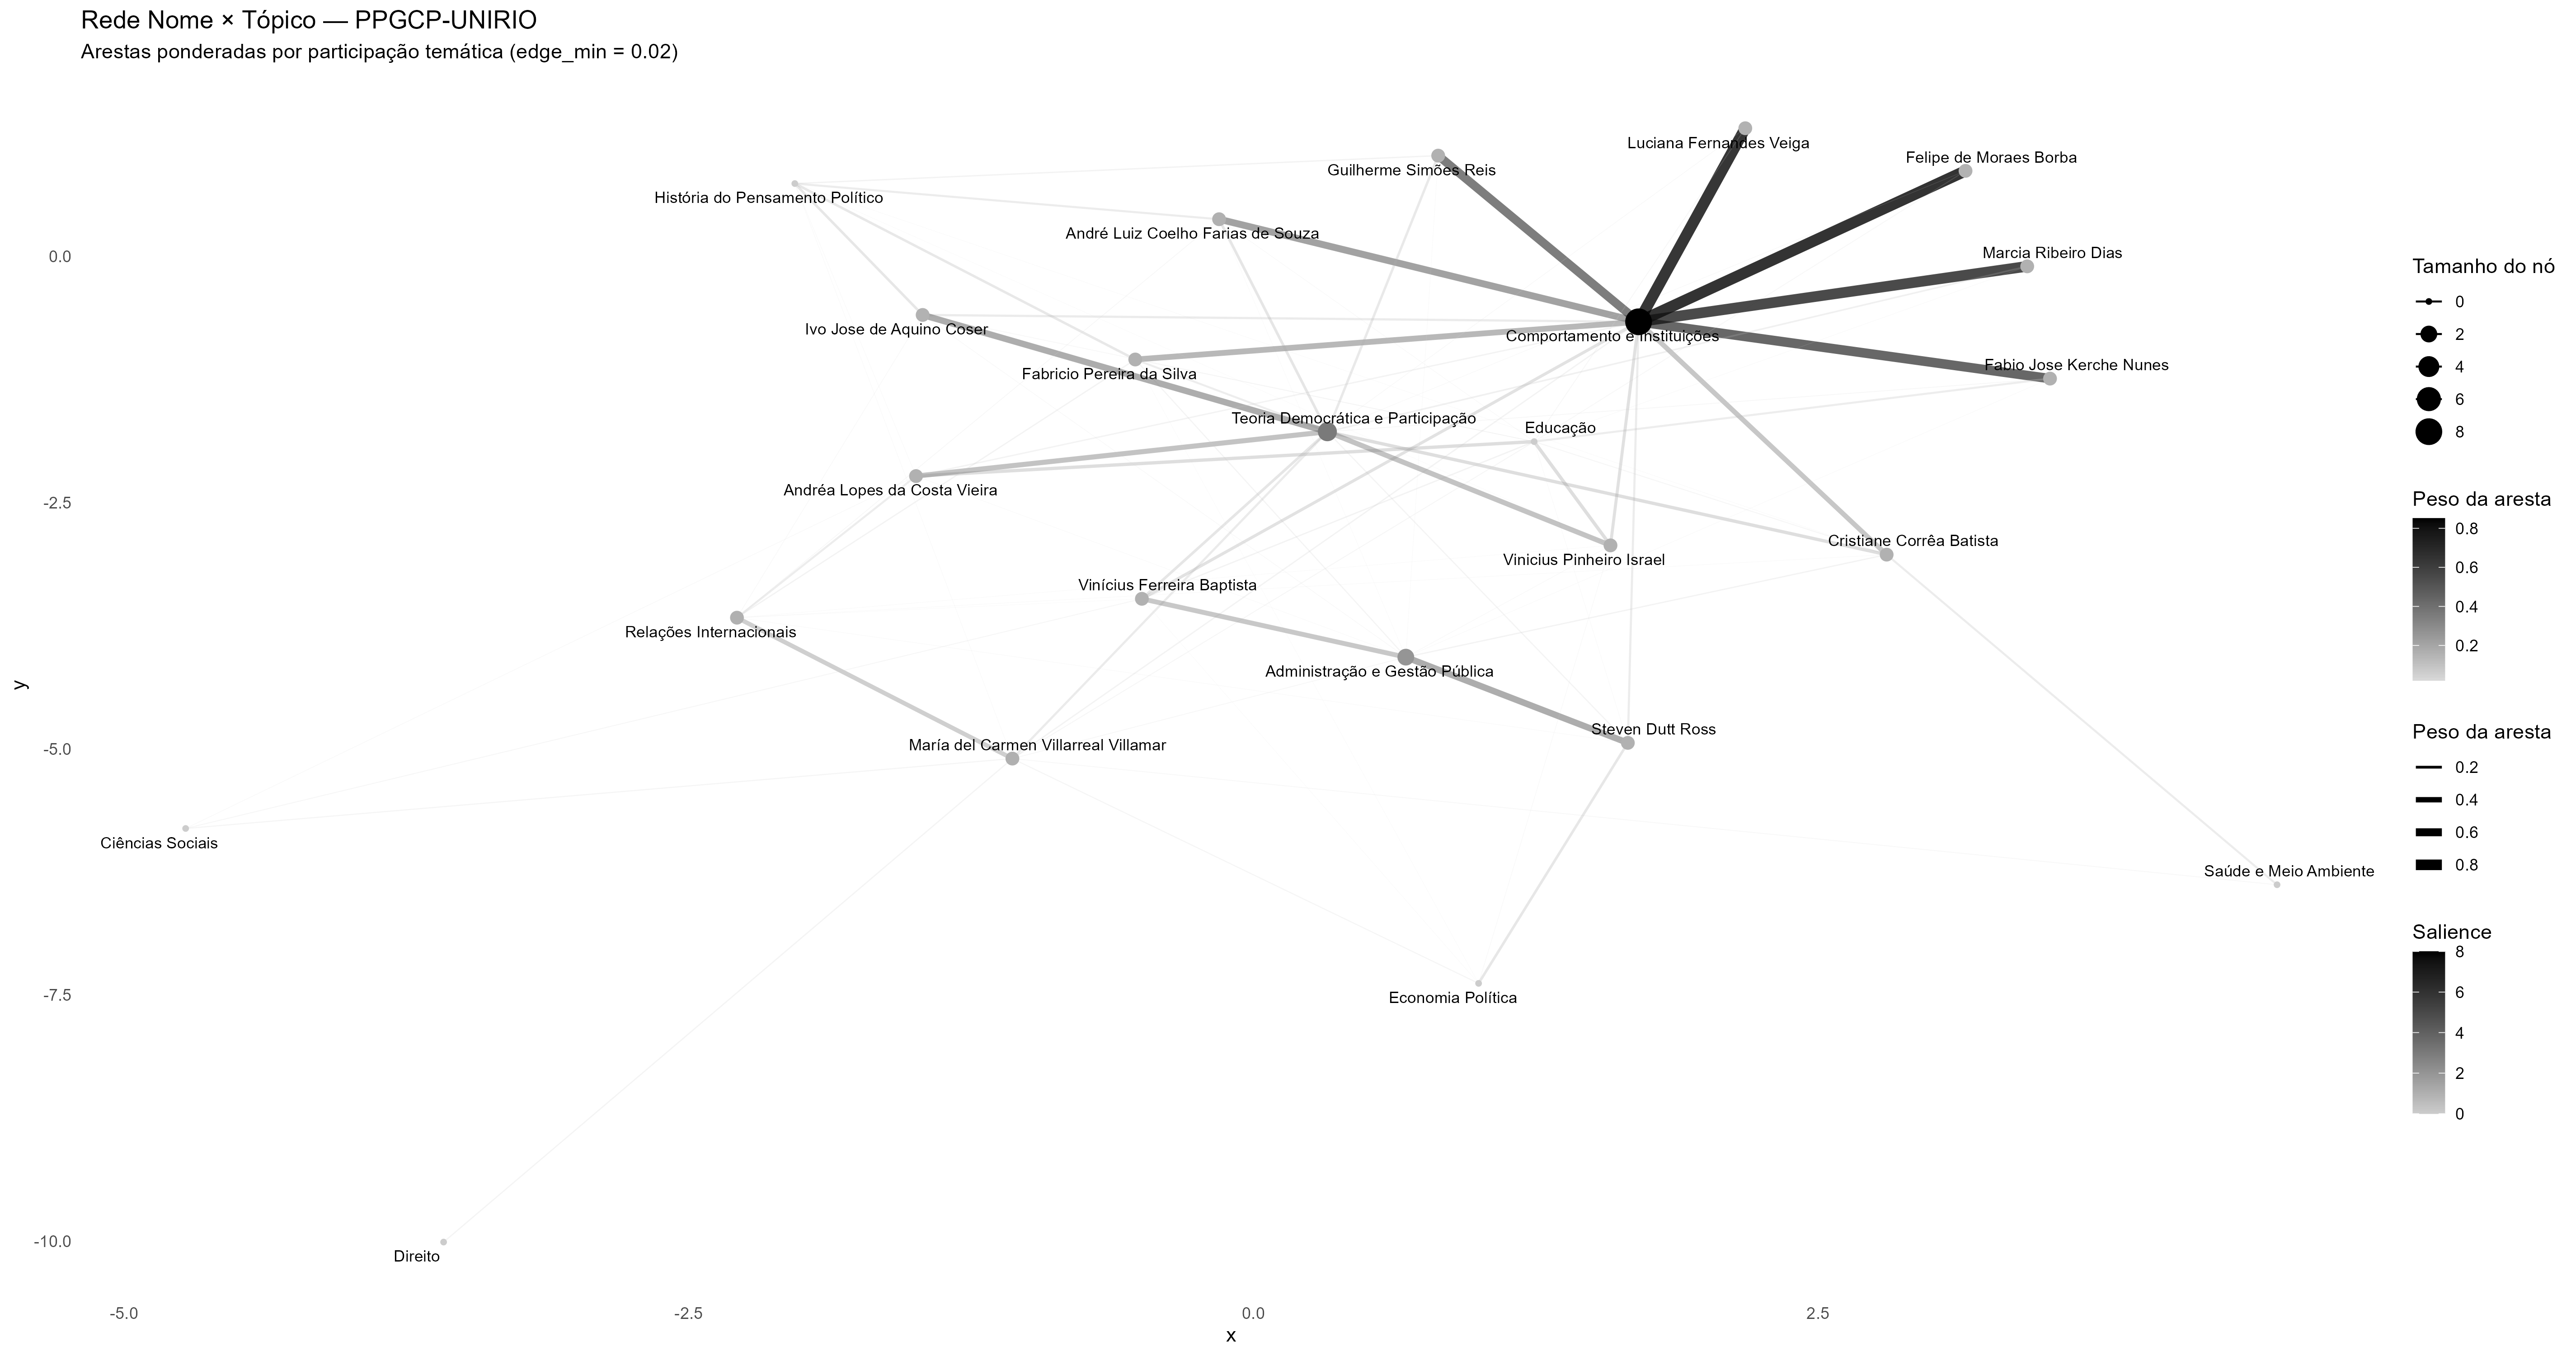 Rede Nome × Tópico — PPGCP-UNIRIO
Arestas ponderadas por participação temática (edge_min = 0.02)
Luciana Fernandes Veiga
Felipe de Moraes Borba
Guilherme Simões Reis
História do Pensamento Político
André Luiz Coelho Farias de Souza
Marcia Ribeiro Dias
Ivo Jose de Aquino Coser
Comportamento e Instituições
Fabricio Pereira da Silva
Fabio Jose Kerche Nunes
Teoria Democrática e Participação
Educação
Andréa Lopes da Costa Vieira
Cristiane Corrêa Batista
Vinicius Pinheiro Israel
Vinícius Ferreira Baptista
Relações Internacionais
Administração e Gestão Pública
Steven Dutt Ross
María del Carmen Villarreal Villamar
Ciências Sociais
Saúde e Meio Ambiente
Economia Política
Direito
0.0
-2.5
-5.0
-7.5
-10.0
y
-5.0
-2.5
0.0
2.5
x
Tamanho do nó
0
2
4
6
8
Peso da aresta
0.8
0.6
0.4
0.2
Peso da aresta
0.2
0.4
0.6
0.8
Salience
8
6
4
2
0